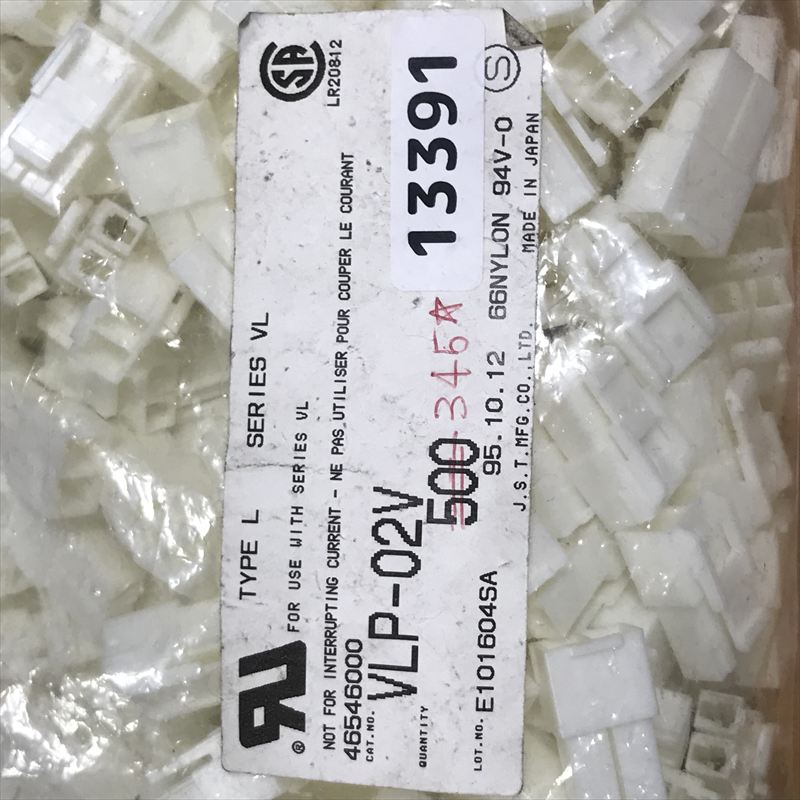 TYPE L SERIES VL
FOR USE WITH SERIES VL
LR20812
NOT FOR INTERRUPTING CURRENT - NE PAS UTILISER POUR COUPER LE COURANT
46546000
CAT.NO. VLP-02V
13391
QUANTITY 500 346
95.10.12 66NYLON 94V-0 S
LOT.NO. E101604SA
J.S.T.MFG.CO.,LTD. MADE IN JAPAN